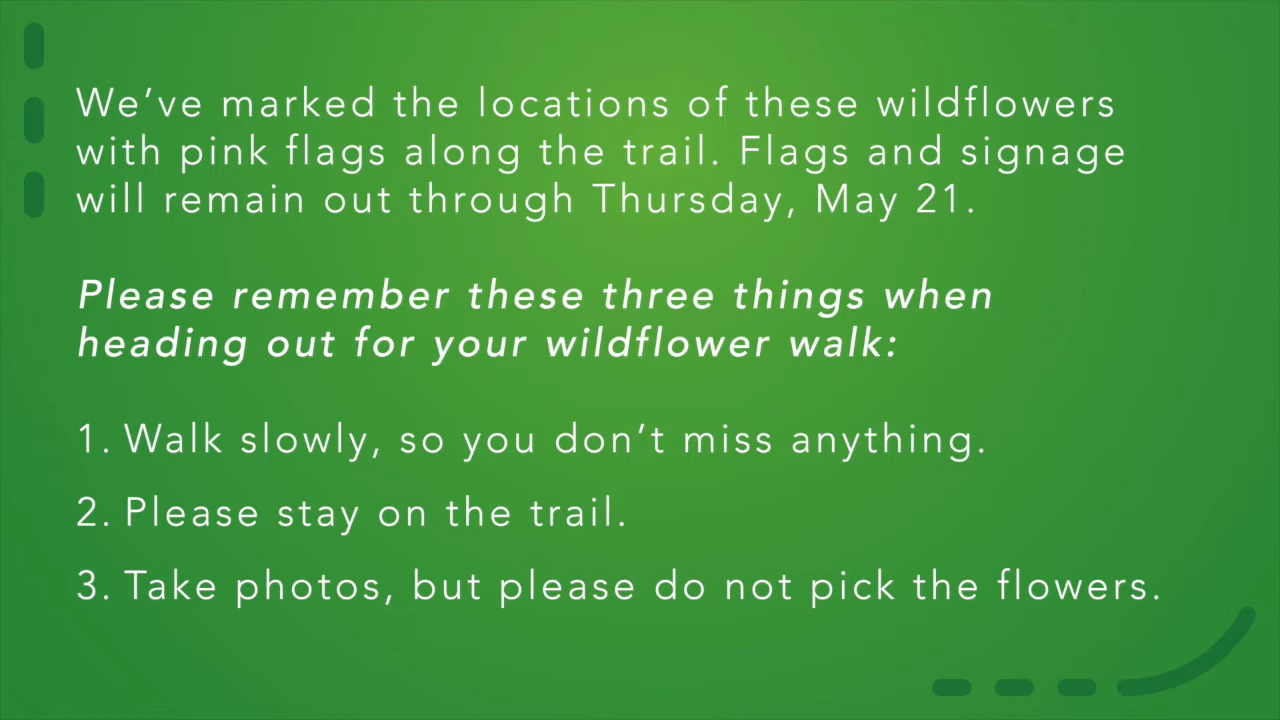 We’ve marked the locations of these wildflowers
with pink flags along the trail. Flags and signage
will remain out through Thursday, May 21.
Please remember these three things when
heading out for your wildflower walk:
1. Walk slowly, so you don’t miss anything.
2. Please stay on the trail.
3. Take photos, but please do not pick the flowers.